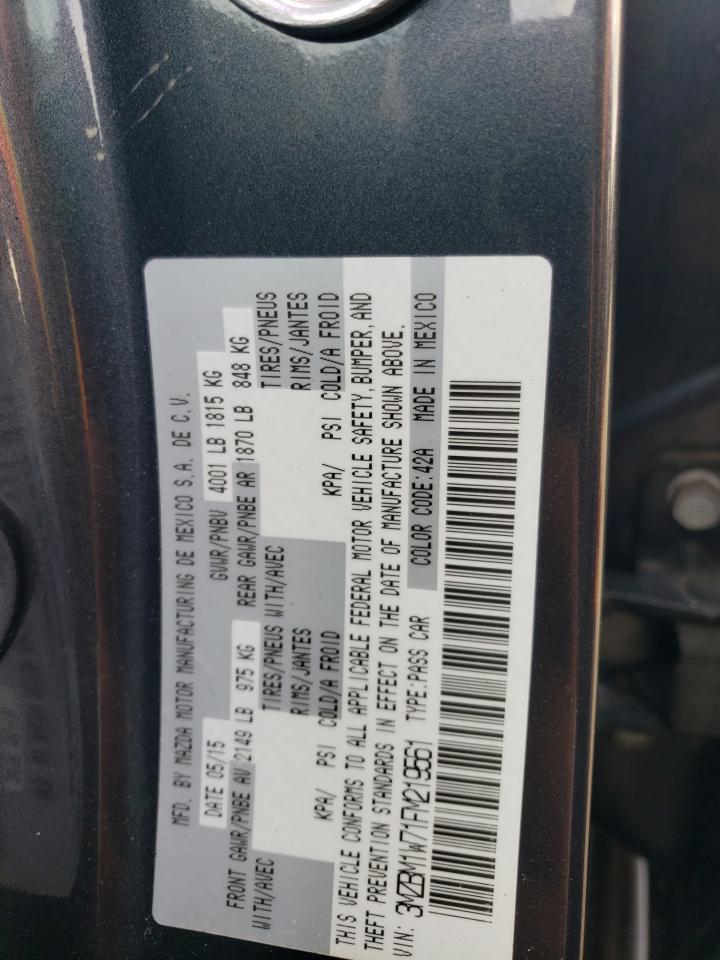 MFD. BY MAZDA MOTOR MANUFACTURING DE MEXICO S.A. DE C.V.
DATE 05/15 GVWR/PNBV 4001 LB 1815 KG
FRONT GAWR/PNBE AV 2149 LB 975 KG REAR GAWR/PNBE AR 1870 LB 848 KG
WITH/AVEC TIRES/PNEUS WITH/AVEC TIRES/PNEUS
RIMS/JANTES RIMS/JANTES
KPA/ PSI COLD/A FROID KPA/ PSI COLD/A FROID
THIS VEHICLE CONFORMS TO ALL APPLICABLE FEDERAL MOTOR VEHICLE SAFETY, BUMPER, AND
THEFT PREVENTION STANDARDS IN EFFECT ON THE DATE OF MANUFACTURE SHOWN ABOVE.
VIN: 3MZBM1W71FM219561 TYPE:PASS CAR COLOR CODE:42A MADE IN MEXICO